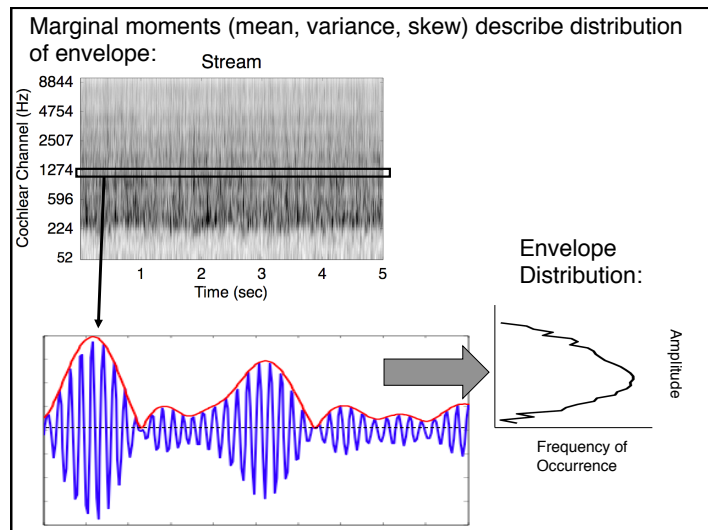 Marginal moments (mean, variance, skew) describe distribution
of envelope:
Stream
Cochlear Channel (Hz)
8844
4754
2507
1274
596
224
52
1 2 3 4 5
Time (sec)
Envelope
Distribution:
Amplitude
Frequency of
Occurrence